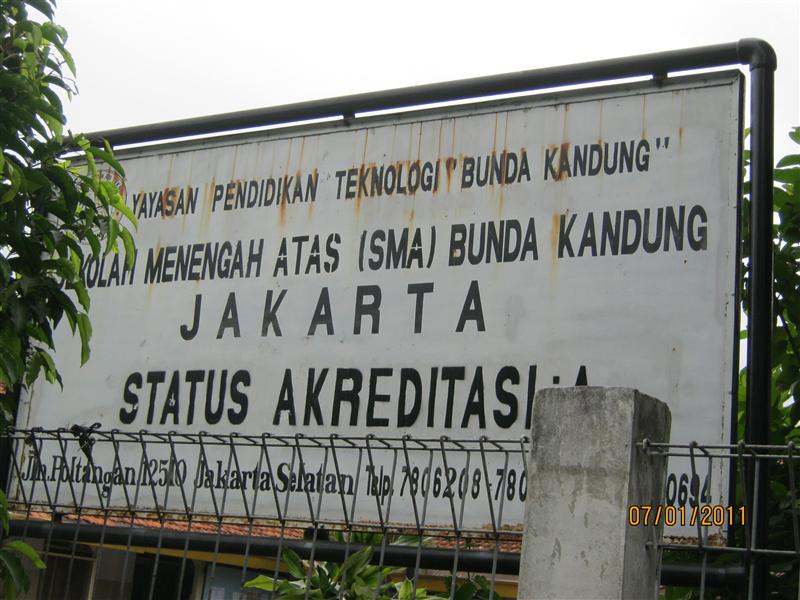 YAYASAN PENDIDIKAN TEKNOLOGI "BUNDA KANDUNG"
SEKOLAH MENENGAH ATAS (SMA) BUNDA KANDUNG
JAKARTA
STATUS AKREDITASI : A
Jln. Poltangan 12510 Jakarta Selatan Telp. 7806208-780 0694
07/01/2011